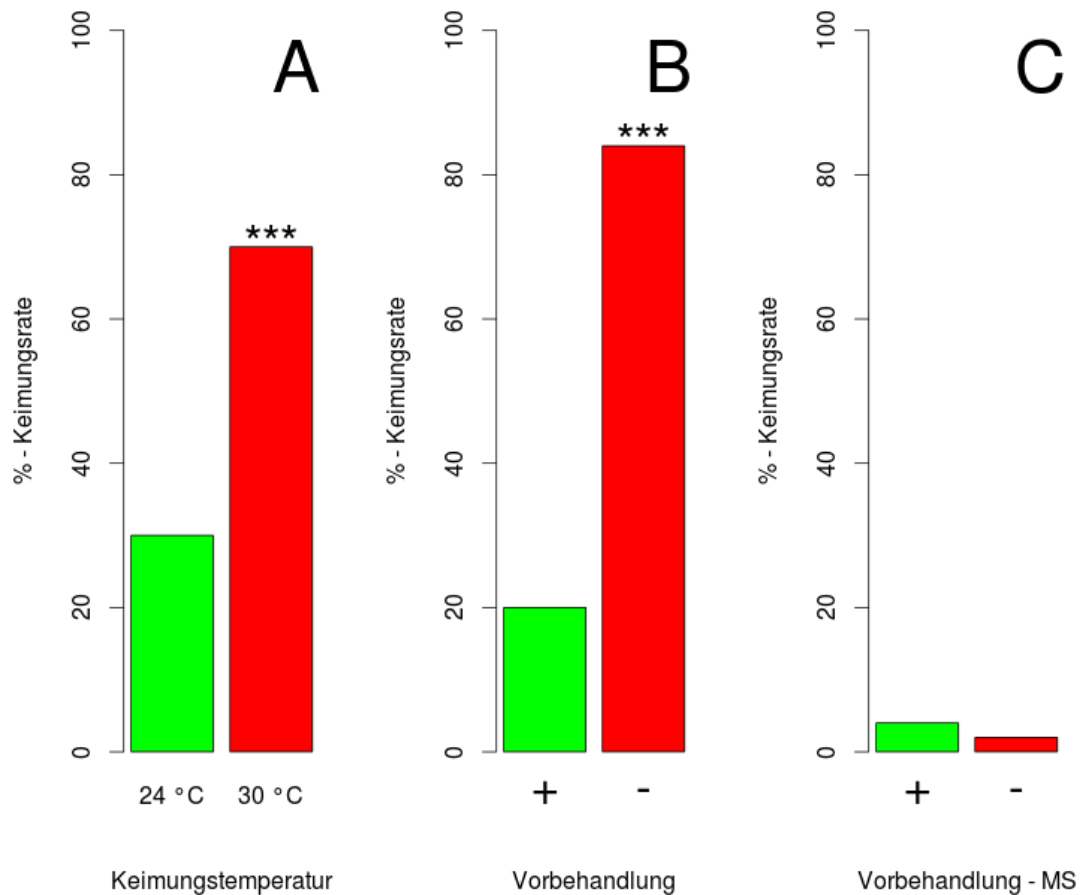 A
% - Keimungsrate
0
20
40
60
80
100
***
24 °C
30 °C
Keimungstemperatur
B
% - Keimungsrate
0
20
40
60
80
100
***
+
-
Vorbehandlung
C
% - Keimungsrate
0
20
40
60
80
100
+
-
Vorbehandlung - MS